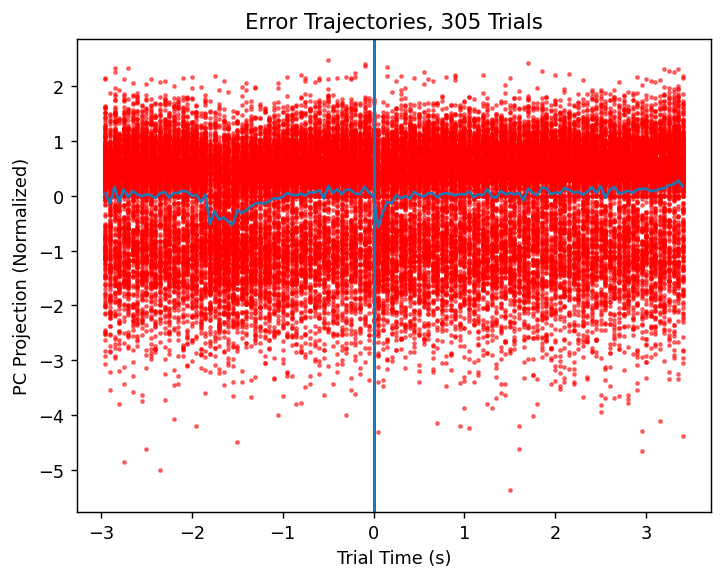 Error Trajectories, 305 Trials
2
1
0
−1
−2
−3
−4
−5
PC Projection (Normalized)
−3 −2 −1 0 1 2 3
Trial Time (s)